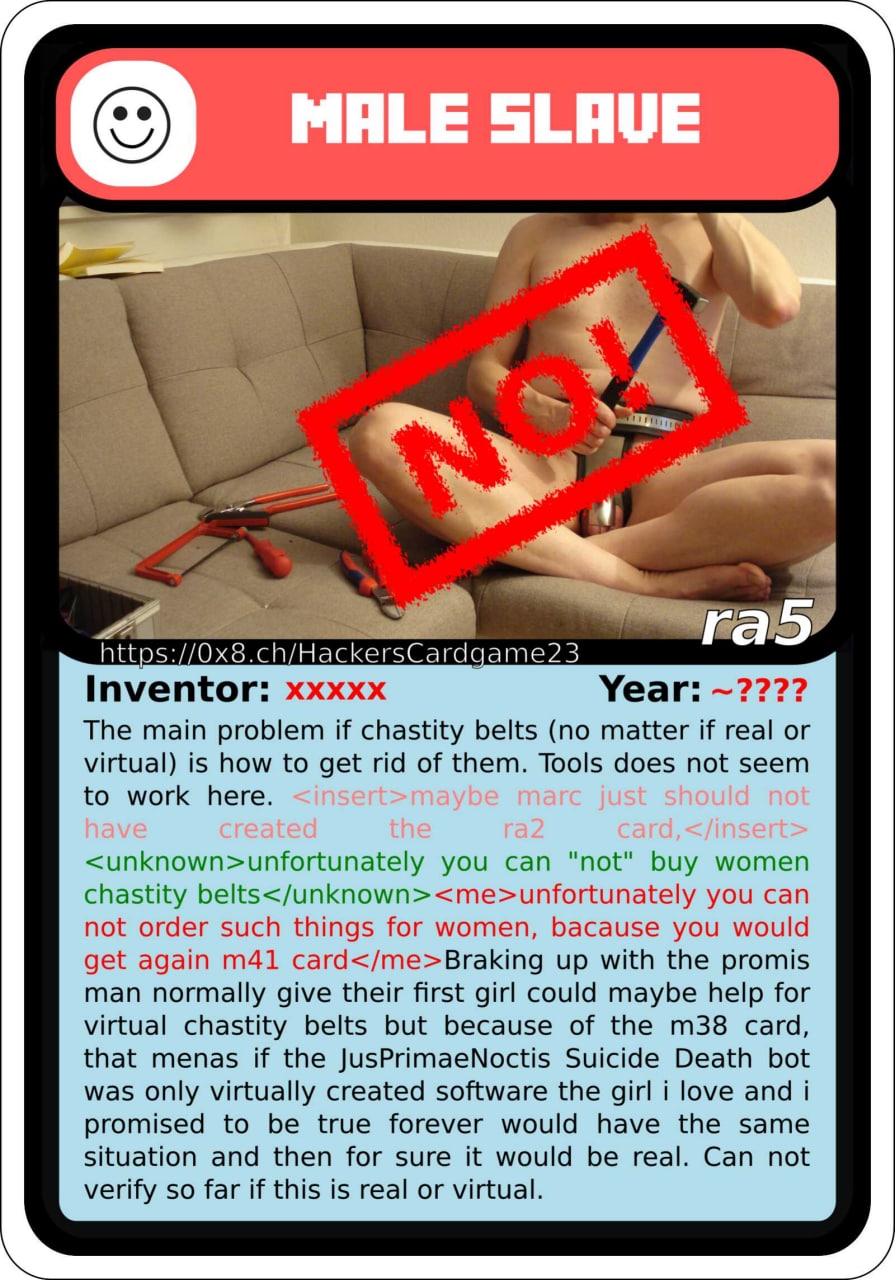 MALE SLAVE
NO!
ra5
https://0x8.ch/HackersCardgame23
Inventor: xxxxx Year: ~????
The main problem if chastity belts (no matter if real or
virtual) is how to get rid of them. Tools does not seem
to work here. <insert>maybe marc just should not
have created the ra2 card,</insert>
<unknown>unfortunately you can "not" buy women
chastity belts</unknown><me>unfortunately you can
not order such things for women, bacause you would
get again m41 card</me>Braking up with the promis
man normally give their first girl could maybe help for
virtual chastity belts but because of the m38 card,
that menas if the JusPrimaeNoctis Suicide Death bot
was only virtually created software the girl i love and i
promised to be true forever would have the same
situation and then for sure it would be real. Can not
verify so far if this is real or virtual.